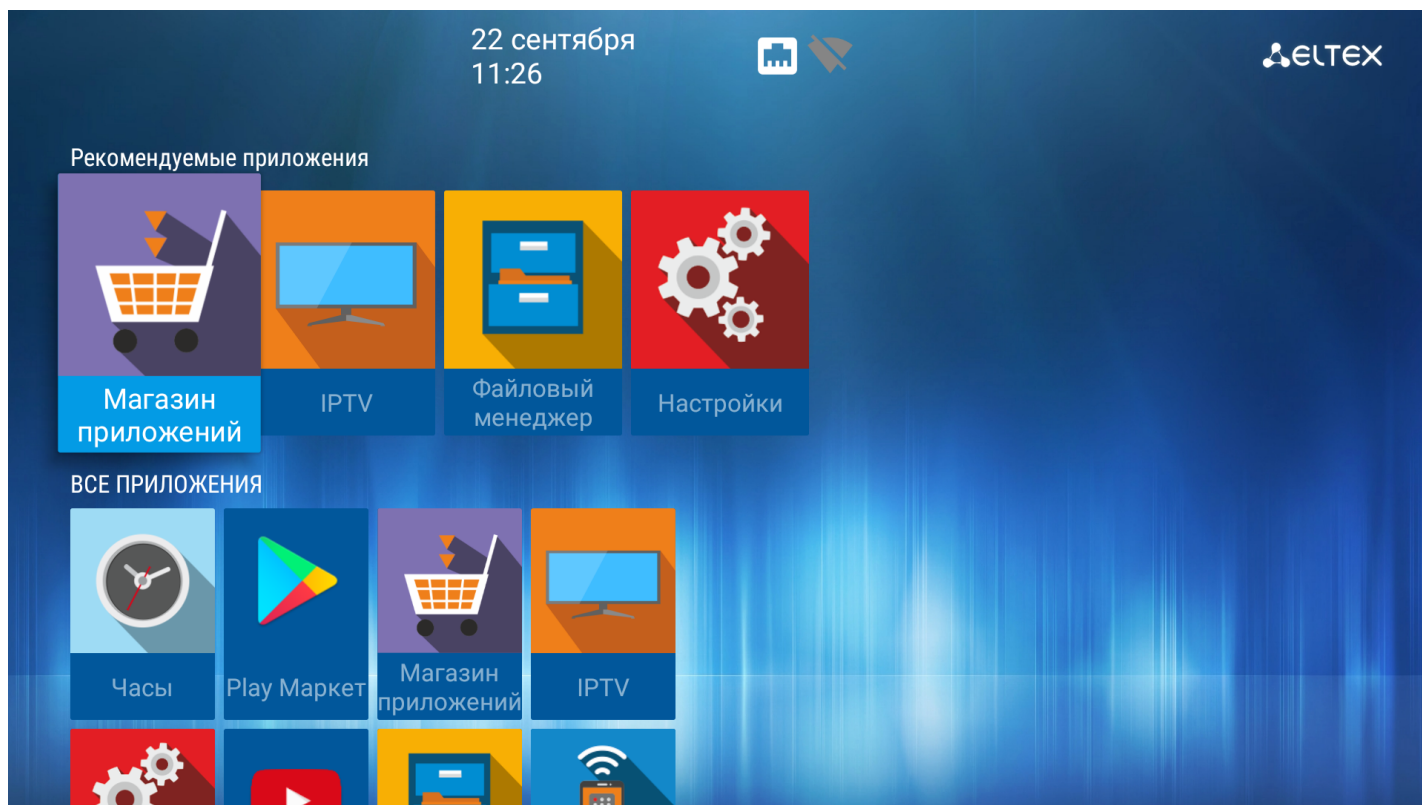 22 сентября
11:26
ELTEX
Рекомендуемые приложения
Магазин
приложений
IPTV
Файловый
менеджер
Настройки
ВСЕ ПРИЛОЖЕНИЯ
Часы
Play Маркет
Магазин
приложений
IPTV